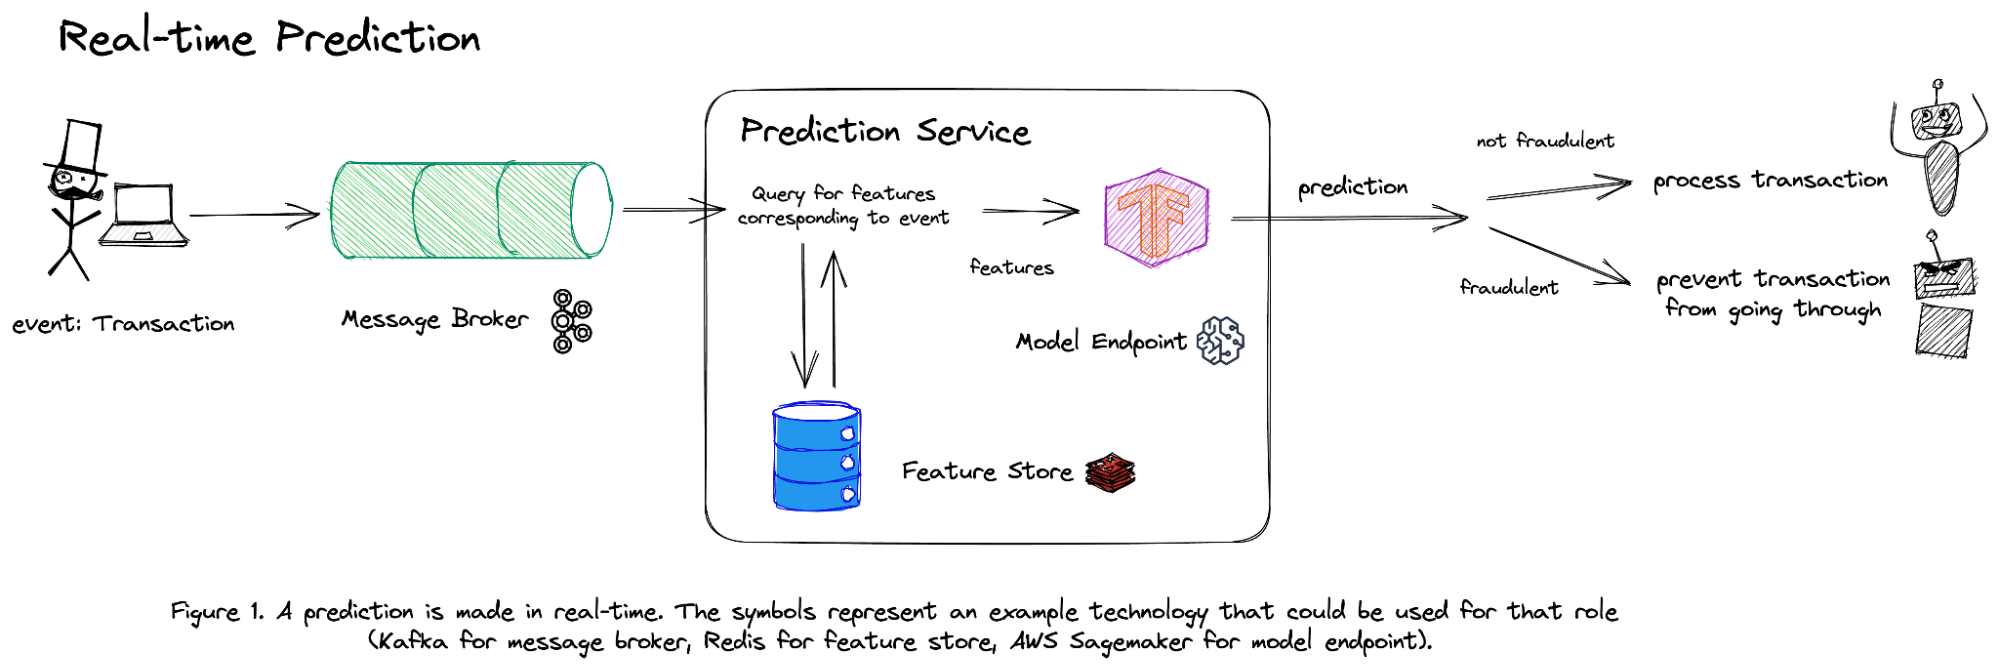 Real-time Prediction
Prediction Service
Query for features
corresponding to event
features
Model Endpoint
Feature Store
event: Transaction
Message Broker
prediction
not fraudulent
process transaction
fraudulent
prevent transaction
from going through
Figure 1. A prediction is made in real-time. The symbols represent an example technology that could be used for that role
(Kafka for message broker, Redis for feature store, AWS Sagemaker for model endpoint).